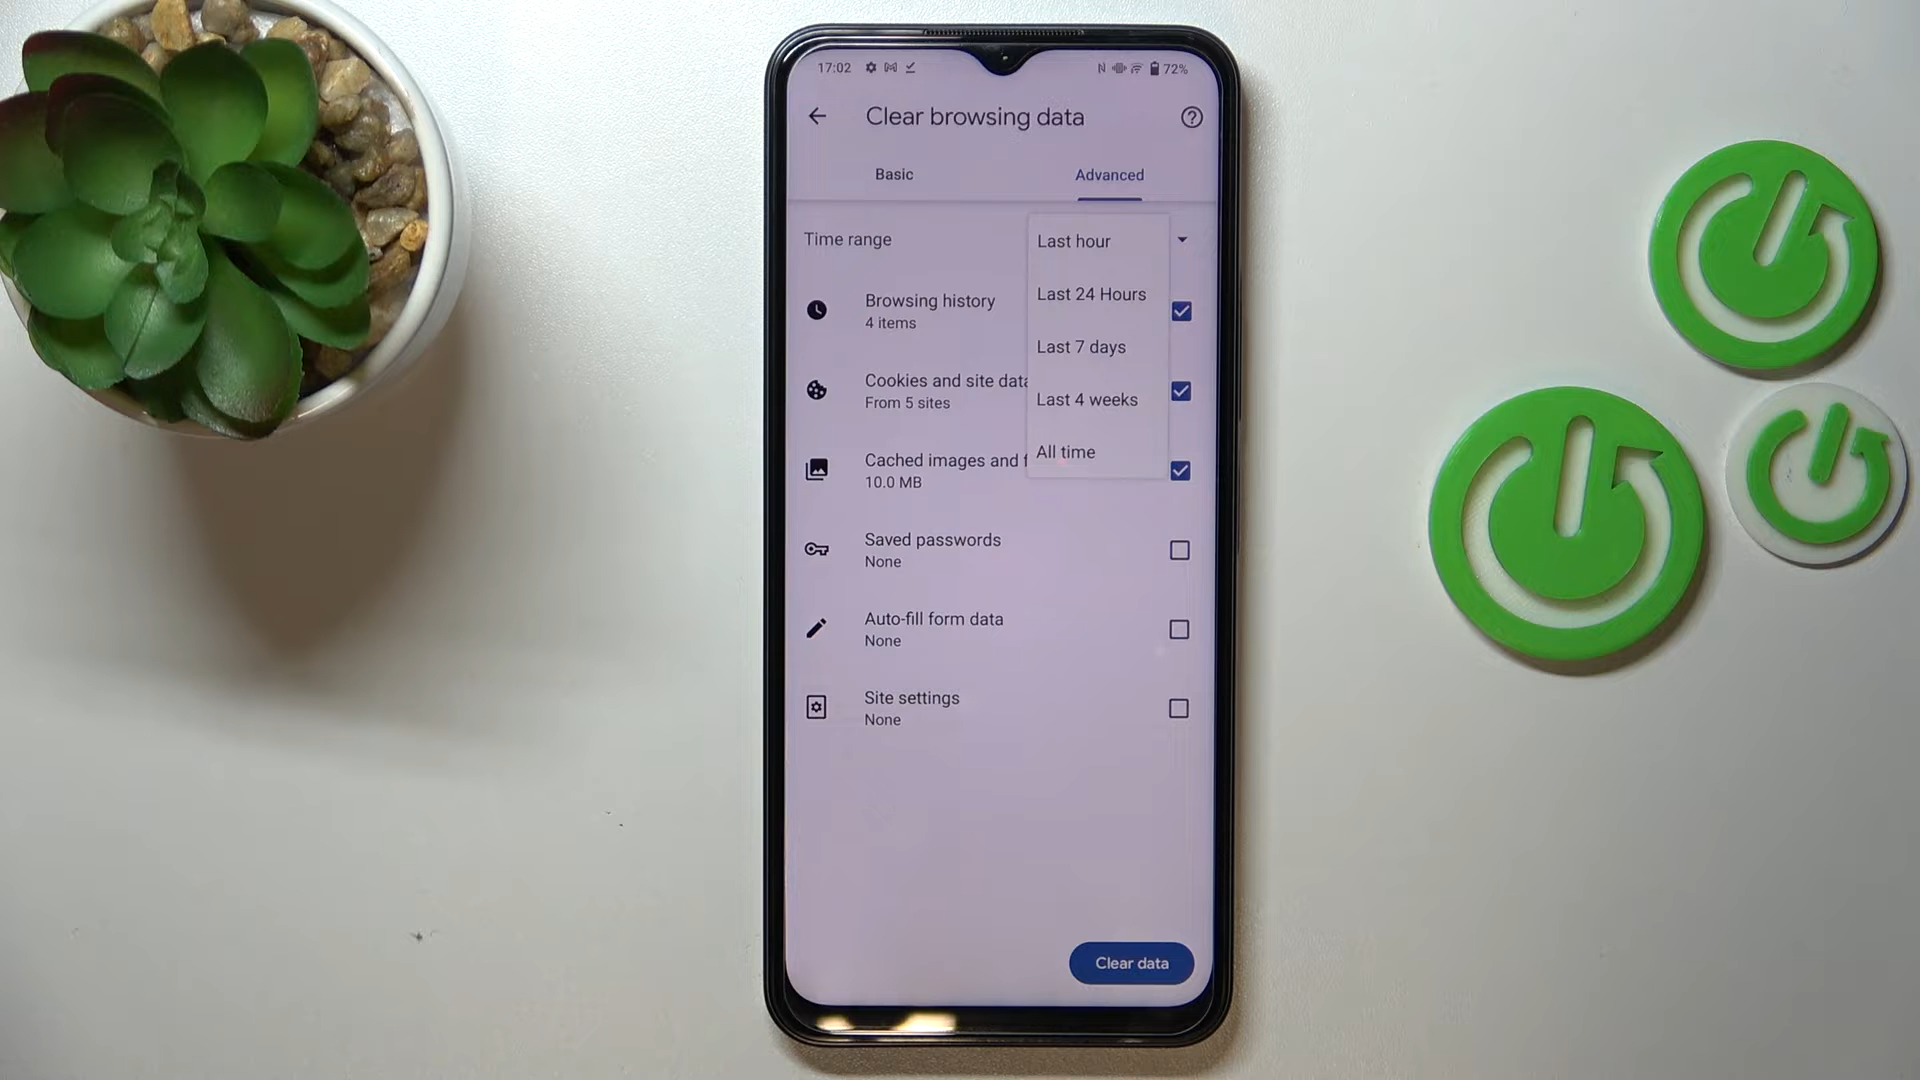 17:02 72%
Clear browsing data
Basic Advanced
Time range Last hour
Last 24 Hours
Last 7 days
Last 4 weeks
All time
Browsing history
4 items
Cookies and site data
From 5 sites
Cached images and f
10.0 MB
Saved passwords
None
Auto-fill form data
None
Site settings
None
Clear data